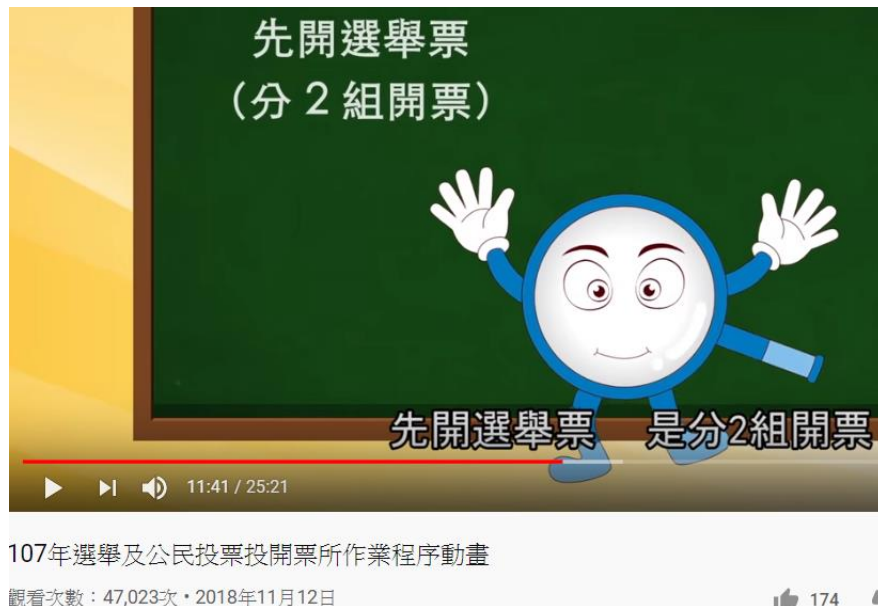 先開選舉票
（分 2 組開票）
先開選舉票 是分2組開票
11:41 / 25:21
107年選舉及公民投票投開票所作業程序動畫
觀看次數：47,023次・2018年11月12日
174